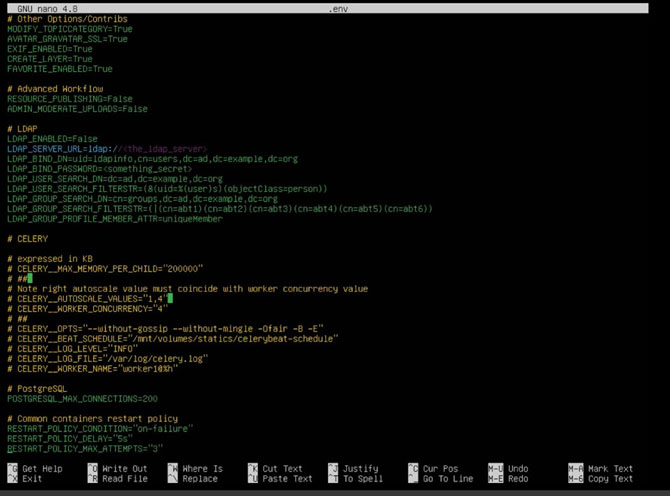 GNU nano 4.8 .env
# Other Options/Contribs
MODIFY_TOPICCATEGORY=True
AVATAR_GRAVATAR_SSL=True
EXIF_ENABLED=True
CREATE_LAYER=True
FAVORITE_ENABLED=True
# Advanced Workflow
RESOURCE_PUBLISHING=False
ADMIN_MODERATE_UPLOADS=False
# LDAP
LDAP_ENABLED=False
LDAP_SERVER_URL=ldap://<the_ldap_server>
LDAP_BIND_DN=uid=ldapinfo,cn=users,dc=ad,dc=example,dc=org
LDAP_BIND_PASSWORD=<something_secret>
LDAP_USER_SEARCH_DN=dc=ad,dc=example,dc=org
LDAP_USER_SEARCH_FILTERSTR=(&(uid=%(user)s)(objectClass=person))
LDAP_GROUP_SEARCH_DN=cn=groups,dc=ad,dc=example,dc=org
LDAP_GROUP_SEARCH_FILTERSTR=(|(cn=abt1)(cn=abt2)(cn=abt3)(cn=abt4)(cn=abt5)(cn=abt6))
LDAP_GROUP_PROFILE_MEMBER_ATTR=uniqueMember
# CELERY
# expressed in KB
# CELERY__MAX_MEMORY_PER_CHILD="200000"
# ##
# Note right autoscale value must coincide with worker concurrency value
# CELERY__AUTOSCALE_VALUES="1,4"
# CELERY__WORKER_CONCURRENCY="4"
# ##
# CELERY__OPTS="--without-gossip --without-mingle -Ofair -B -E"
# CELERY__BEAT_SCHEDULE="/mnt/volumes/statics/celerybeat-schedule"
# CELERY__LOG_LEVEL="INFO"
# CELERY__LOG_FILE="/var/log/celery.log"
# CELERY__WORKER_NAME="worker1@%h"
# PostgreSQL
POSTGRESQL_MAX_CONNECTIONS=200
# Common containers restart policy
RESTART_POLICY_CONDITION="on-failure"
RESTART_POLICY_DELAY="5s"
RESTART_POLICY_MAX_ATTEMPTS="3"
^G Get Help ^O Write Out ^W Where Is ^K Cut Text ^J Justify ^C Cur Pos M-U Undo M-A Mark Text
^X Exit ^R Read File ^\ Replace ^U Paste Text ^T To Spell ^_ Go To Line M-E Redo M-6 Copy Text